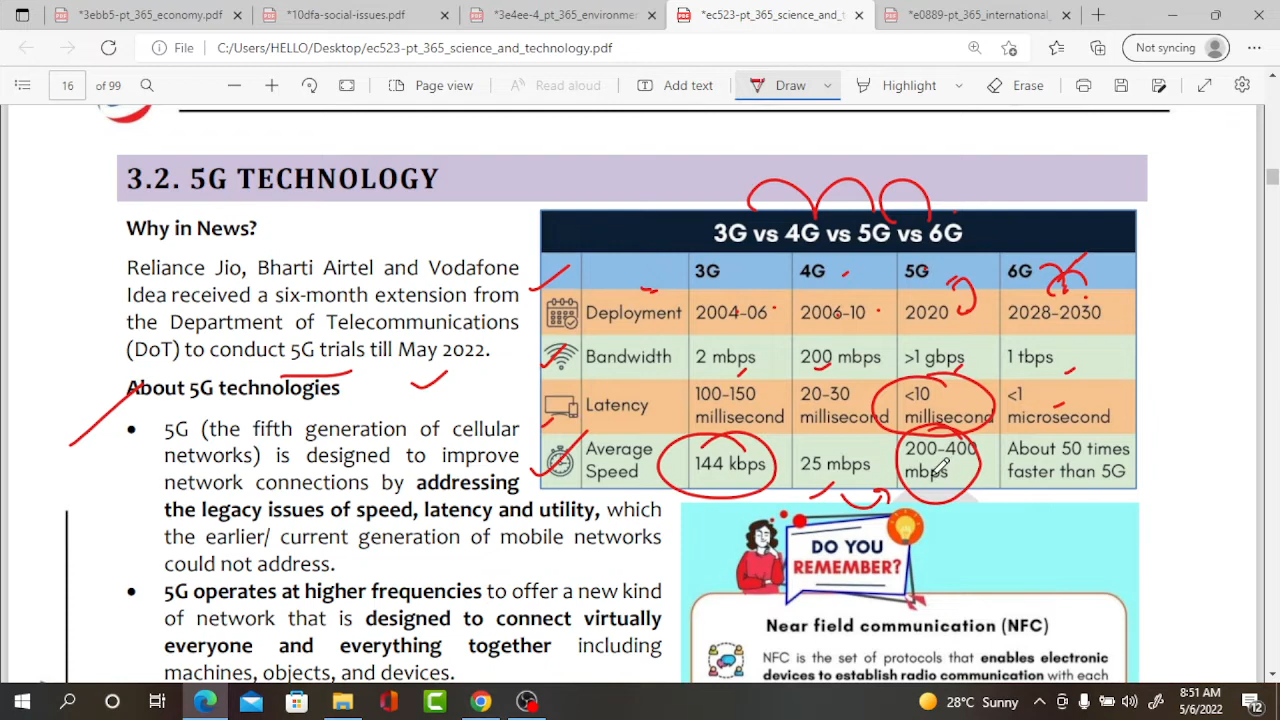 *3ebb5-pt_365_economy.pdf
*10dfa-social-issues.pdf
*3e4ee-4_pt_365_environme
*ec523-pt_365_science_and_t
*e0889-pt_365_international_
File
C:/Users/HELLO/Desktop/ec523-pt_365_science_and_technology.pdf
Not syncing
16 of 99
Page view
Read aloud
Add text
Draw
Highlight
Erase
3.2. 5G TECHNOLOGY
Why in News?
Reliance Jio, Bharti Airtel and Vodafone
Idea received a six-month extension from
the Department of Telecommunications
(DoT) to conduct 5G trials till May 2022.
About 5G technologies
• 5G (the fifth generation of cellular
networks) is designed to improve
network connections by addressing
the legacy issues of speed, latency and utility, which
the earlier/ current generation of mobile networks
could not address.
• 5G operates at higher frequencies to offer a new kind
of network that is designed to connect virtually
everyone and everything together including
machines, objects, and devices.
3G vs 4G vs 5G vs 6G
3G 4G 5G 6G
Deployment 2004-06 2006-10 2020 2028-2030
Bandwidth 2 mbps 200 mbps >1 gbps 1 tbps
Latency 100-150 millisecond 20-30 millisecond <10 millisecond <1 microsecond
Average Speed 144 kbps 25 mbps 200-400 mbps About 50 times faster than 5G
DO YOU
REMEMBER?
Near field communication (NFC)
NFC is the set of protocols that enables electronic
devices to establish radio communication with each
28°C Sunny
8:51 AM
5/6/2022
12